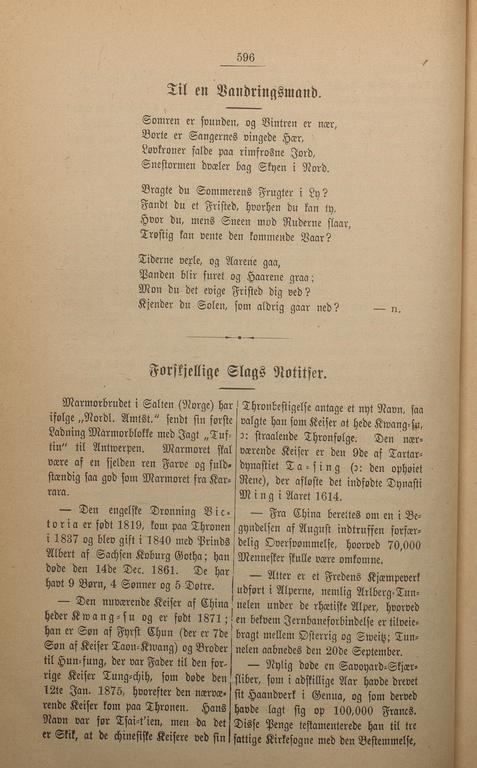 596
Til en Vandringsmand.
Somren er svunden, og Vintren er nær,
Borte er Sangernes vingede Hær,
Løvkroner falde paa rimfrosne Jord,
Snestormen dvæler bag Skyen i Nord.
Bragte du Sommerens Frugter i Ly?
Fandt du et Fristed, hvorhen du kan ty,
Hvor du, mens Sneen mod Ruderne slaar,
Trøstig kan vente den kommende Vaar?
Tiderne vexle, og Aarene gaa,
Panden blir furet og Haarene graa;
Mon du det evige Fristed dig ved?
Kjender du Solen, som aldrig gaar ned? — n.
Forskjellige Slags Notitser.
Marmorbrudet i Salten (Norge) har
ifølge „Nordl. Amtst.“ sendt sin første
Ladning Marmorblokke med Jagt „Tuf-
tin“ til Antwerpen. Marmoret skal
være af en sjelden ren Farve og fuld-
stændig saa god som Marmoret fra Kar-
rara.
— Den engelske Dronning Vic-
toria er født 1819, kom paa Thronen
i 1837 og blev gift i 1840 med Prinds
Albert af Sachsen Koburg Gotha; han
døde den 14de Dec. 1861. De har
havt 9 Børn, 4 Sønner og 5 Døtre.
— Den nuværende Keiser af China
heder Kwang-su og er født 1871;
han er Søn af Fyrst Chun (der er 7de
Søn af Keiser Taou-Kwang) og Broder
til Hun-fung, der var Fader til den for-
rige Keiser Tung-chih, som døde den
12te Jan. 1875, hvorefter den nærvæ-
rende Keiser kom paa Thronen. Hans
Navn var før Tsai-t'ien, men da det
er Skik, at de chinesiske Keisere ved sin
Thronbestigelse antage et nyt Navn, saa
valgte han som Keiser at hede Kwang-su,
ɔ: straalende Thronfølge. Den nær-
værende Keiser er den 9de af Tartar-
dynastiet Ta-sing (ɔ: den ophøiet
Rene), der afløste det indfødte Dynasti
Ming i Aaret 1614.
— Fra China berettes om en i Be-
gyndelsen af August indtruffen forfær-
delig Oversvømmelse, hvorved 70,000
Mennesker skulle være omkomne.
— Atter er et Fredens Kjæmpeverk
udført i Alperne, nemlig Arlberg-Tun-
nelen under de rhætiske Alper, hvorved
en bekvem Jernbaneforbindelse er tilveie-
bragt mellem Østerrig og Sweitz; Tun-
nelen aabnedes den 20de September.
— Nylig døde en Savoyard-Skjær-
sliber, som i adskillige Aar havde drevet
sit Haandverk i Genua, og som derved
havde lagt sig op 100,000 Francs.
Disse Penge testamenterede han til tre
fattige Kirkesogne med den Bestemmelse,